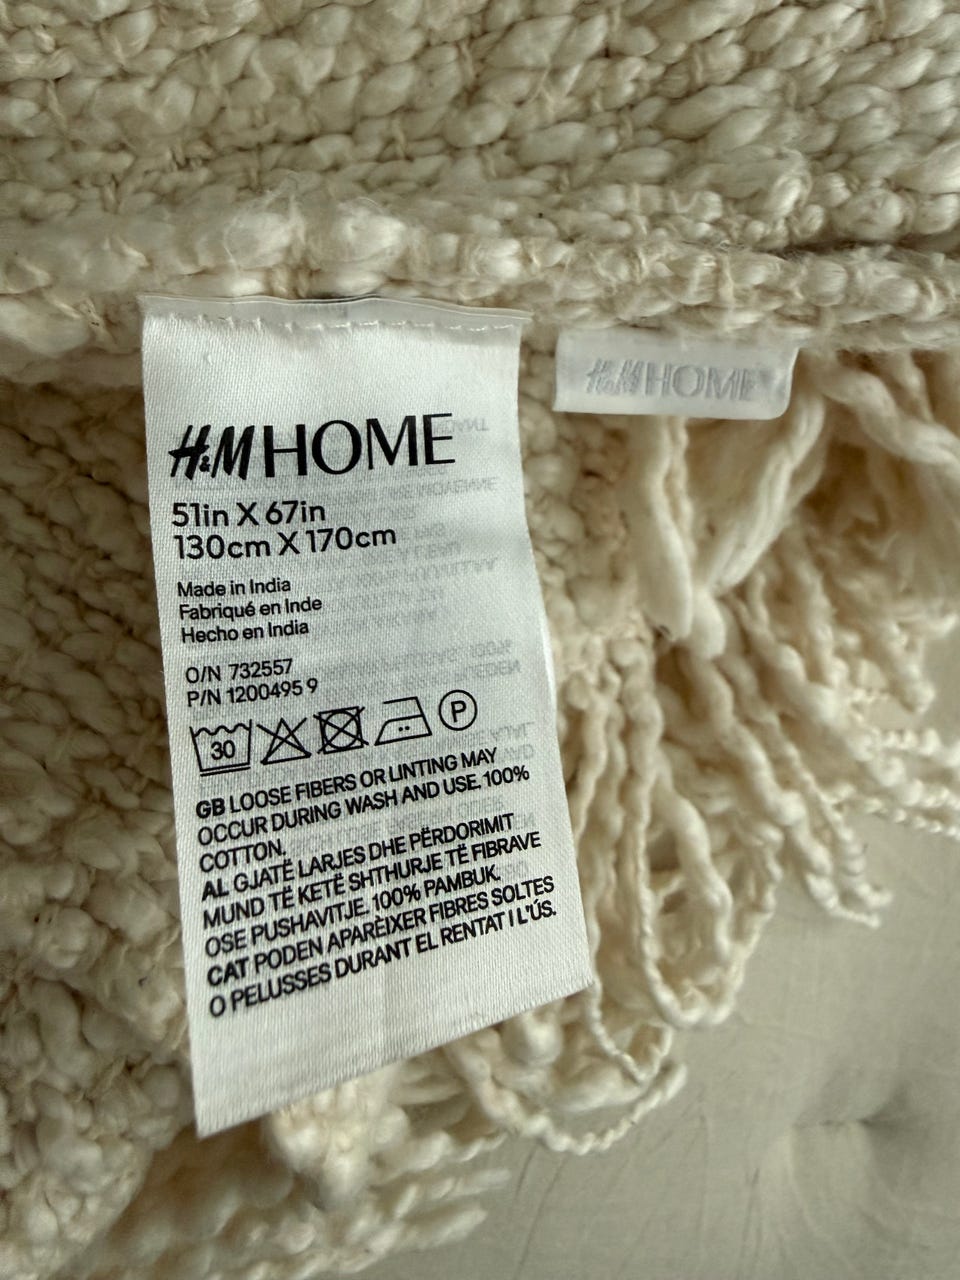 H&M HOME
H&M HOME
51in X 67in
130cm X 170cm
Made in India
Fabriqué en Inde
Hecho en India
O/N 732557
P/N 1200495 9
30
P
GB LOOSE FIBERS OR LINTING MAY
OCCUR DURING WASH AND USE. 100%
COTTON.
AL GJATË LARJES DHE PËRDORIMIT
MUND TË KETË SHTHURJE TË FIBRAVE
OSE PUSHAVITJE. 100% PAMBUK.
CAT PODEN APARÈIXER FIBRES SOLTES
O PELUSSES DURANT EL RENTAT I L'ÚS.